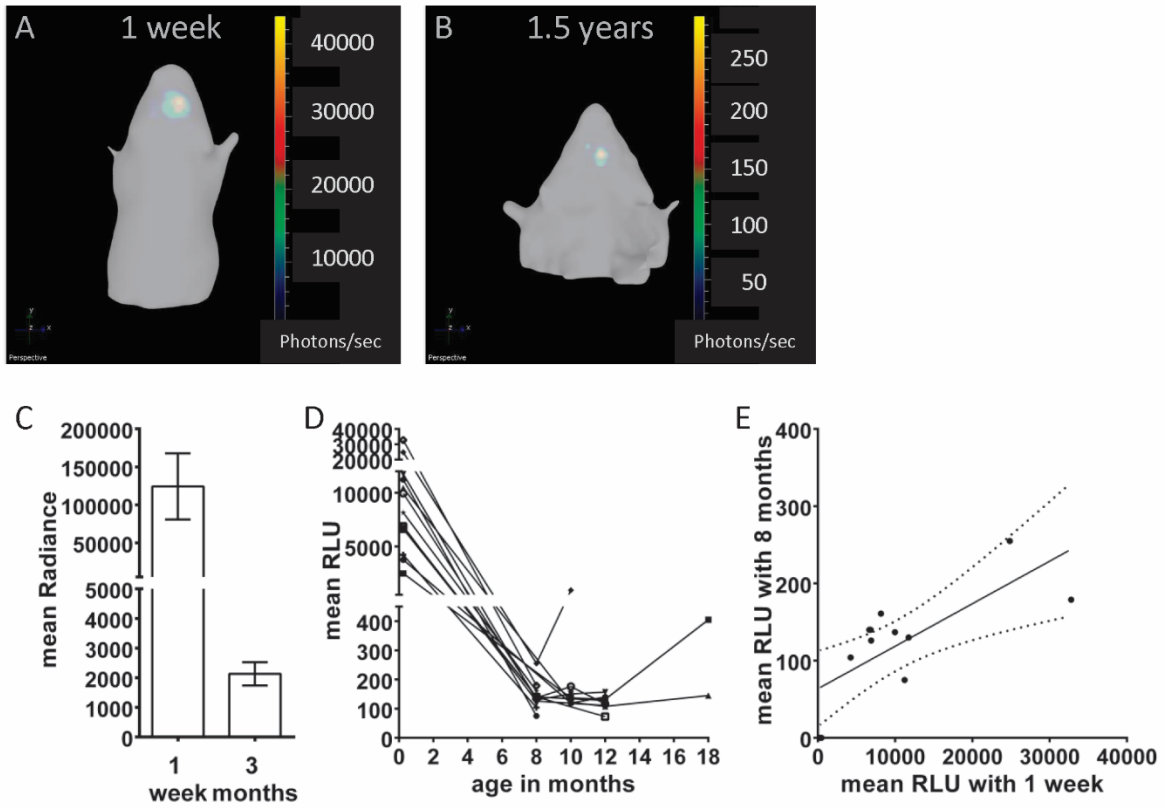 A
1 week
40000
30000
20000
10000
Photons/sec
y
z
x
Perspective
B
1.5 years
250
200
150
100
50
Photons/sec
y
z
x
Perspective
C
mean Radiance
200000
150000
100000
50000
5000
4000
3000
2000
1000
0
1 3
week months
D
mean RLU
40000
30000
20000
10000
5000
400
300
200
100
0
0 2 4 6 8 10 12 14 16 18
age in months
E
mean RLU with 8 months
400
300
200
100
0
0 10000 20000 30000 40000
mean RLU with 1 week